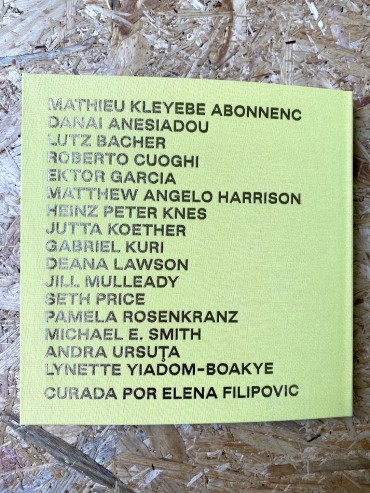 MATHIEU KLEYEBE ABONNENC
DANAI ANESIADOU
LUTZ BACHER
ROBERTO CUOGHI
EKTOR GARCIA
MATTHEW ANGELO HARRISON
HEINZ PETER KNES
JUTTA KOETHER
GABRIEL KURI
DEANA LAWSON
JILL MULLEADY
SETH PRICE
PAMELA ROSENKRANZ
MICHAEL E. SMITH
ANDRA URSUŢA
LYNETTE YIADOM-BOAKYE
CURADA POR ELENA FILIPOVIC